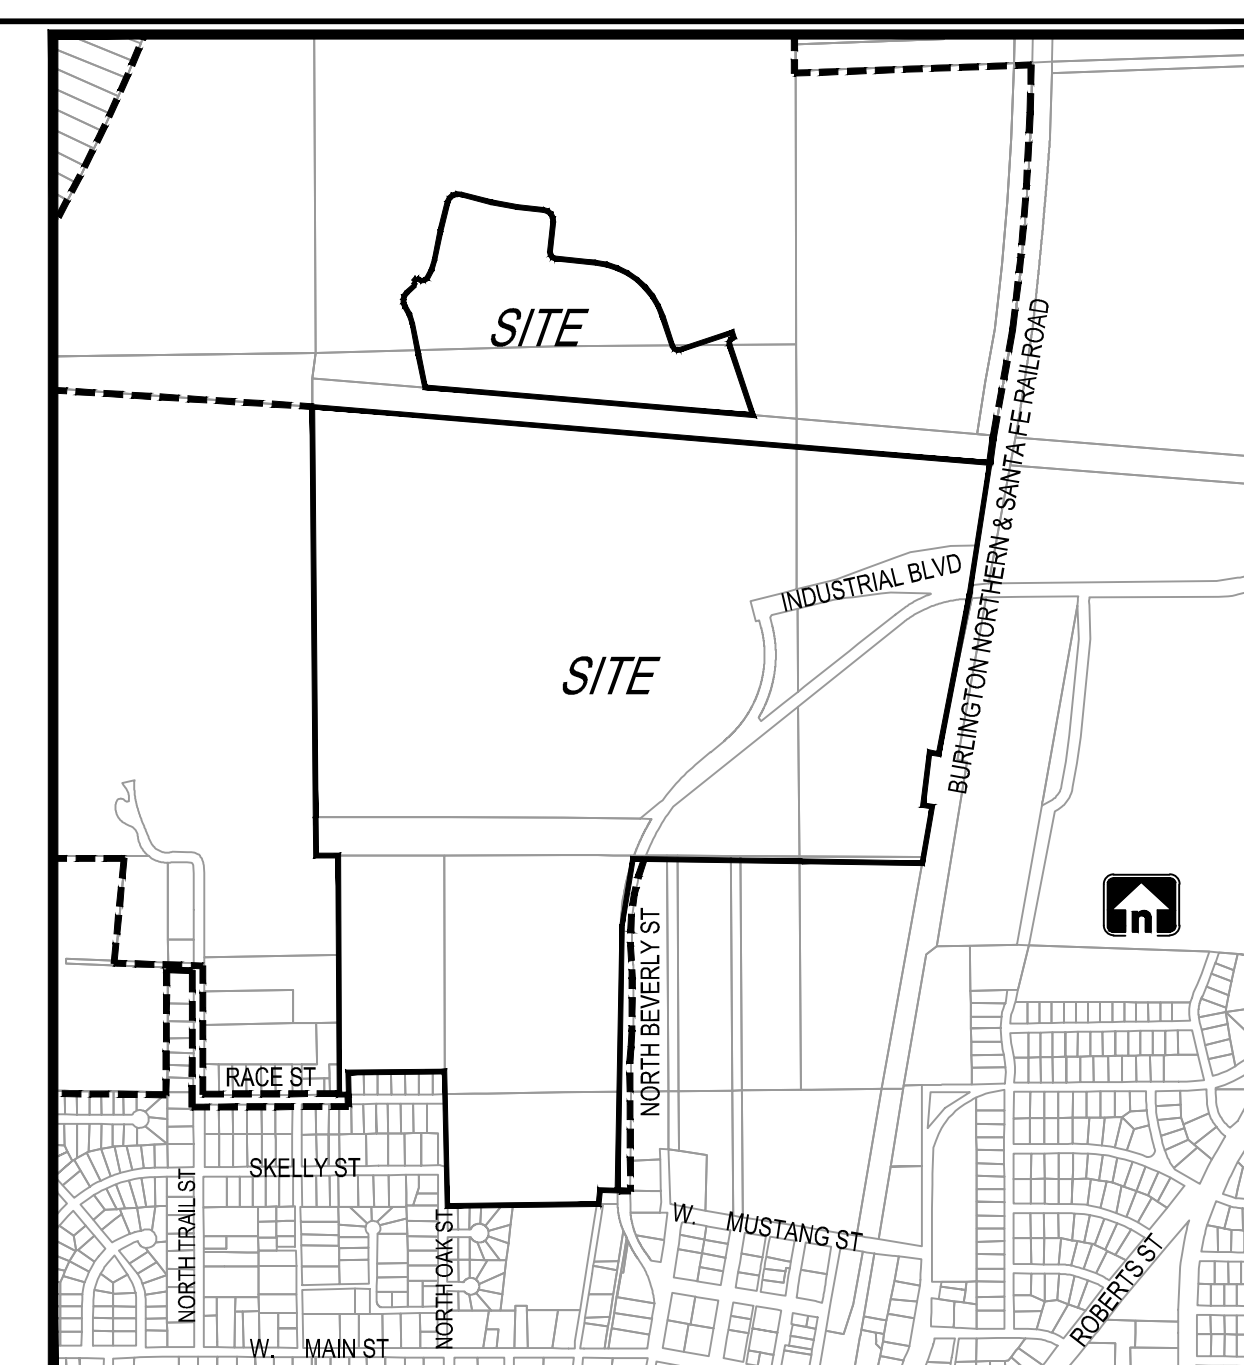 SITE
BURLINGTON NORTHERN & SANTA FE RAILROAD
INDUSTRIAL BLVD
SITE
n
NORTH BEVERLY ST
RACE ST
SKELLY ST
NORTH TRAIL ST
NORTH OAK ST
W. MUSTANG ST
ROBERTS ST
W. MAIN ST